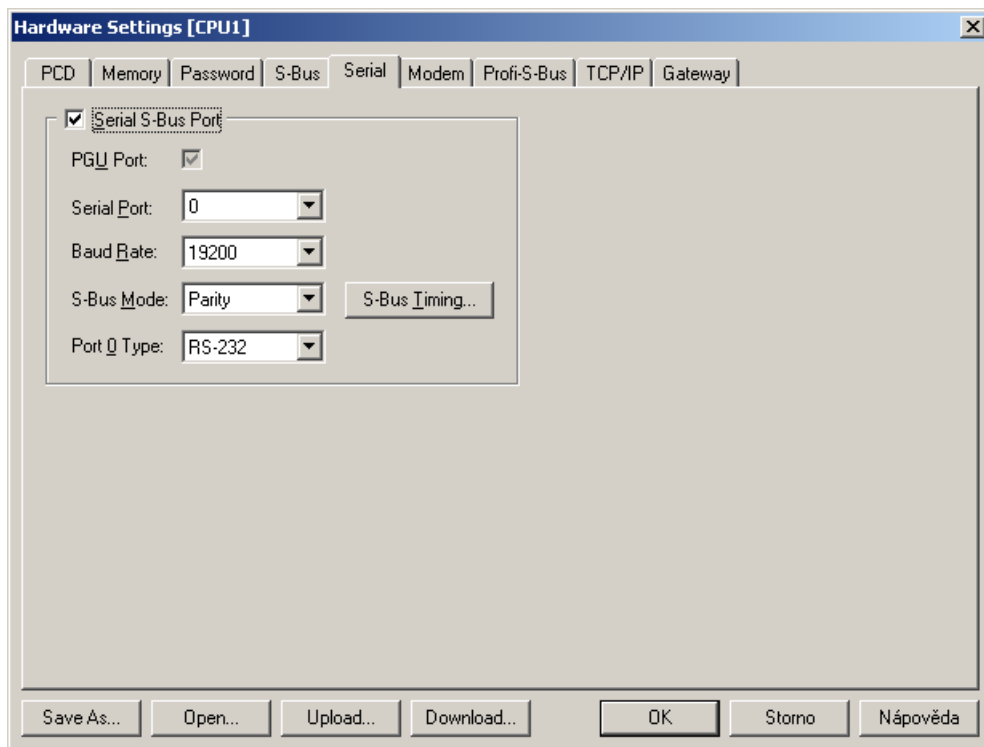 Hardware Settings [CPU1]
PCD Memory Password S-Bus Serial Modem Profi-S-Bus TCP/IP Gateway
Serial S-Bus Port
PGU Port:
Serial Port: 0
Baud Rate: 19200
S-Bus Mode: Parity S-Bus Timing...
Port 0 Type: RS-232
Save As... Open... Upload... Download... OK Storno Nápověda